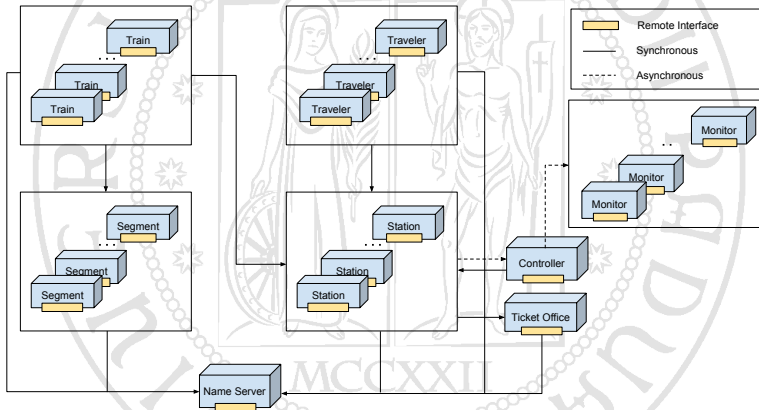 Train
...
Train
Train
Traveler
...
Traveler
Traveler
Remote Interface
Synchronous
Asynchronous
Monitor
..
Monitor
Monitor
Segment
...
Segment
Segment
Station
...
Station
Station
Controller
Ticket Office
Name Server
MCCXXII